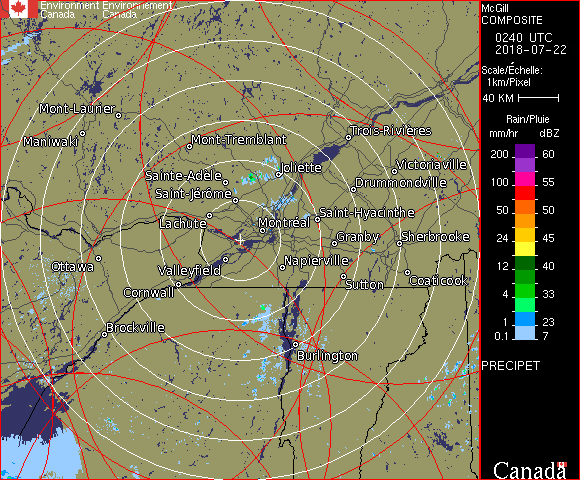 Environment Environnement
Canada Canada
McGill
COMPOSITE
0240 UTC
2018-07-22
Scale/Échelle:
1km/Pixel
40 KM
Rain/Pluie
mm/hr dBZ
200 60
100 55
50 50
24 45
12 40
4 33
1 23
0.1 7
PRECIPET
Mont-Laurier
Maniwaki
Mont-Tremblant
Trois-Rivières
Victoriaville
Joliette
Sainte-Adèle
Drummondville
Saint-Jérôme
Lachute
Saint-Hyacinthe
Montréal
Granby
Sherbrooke
Ottawa
Valleyfield
Napierville
Coaticook
Cornwall
Sutton
Brockville
Burlington
Canada